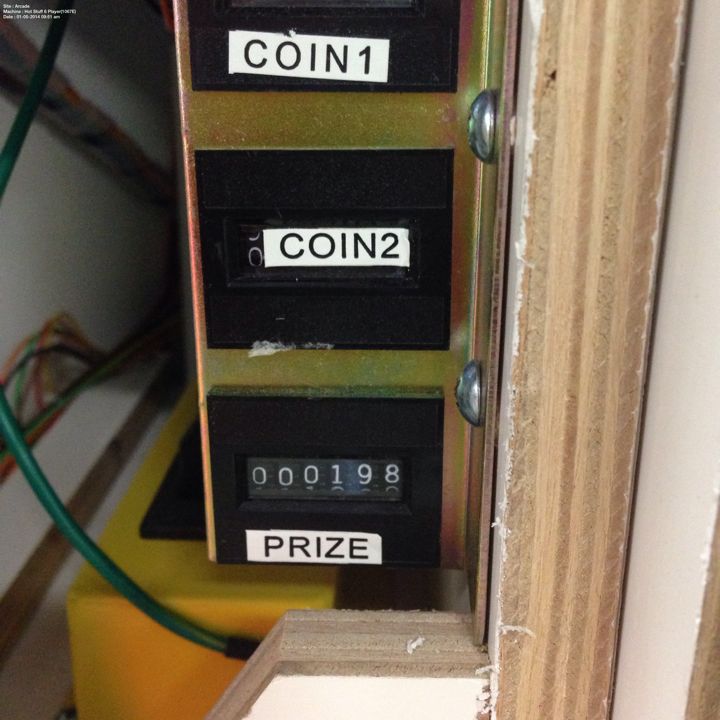 Site : Arcade
Machine : Hot Stuff 6 Player(1067E)
Date : 01-05-2014 09:01 am
COIN1
0 COIN2
000198
PRIZE